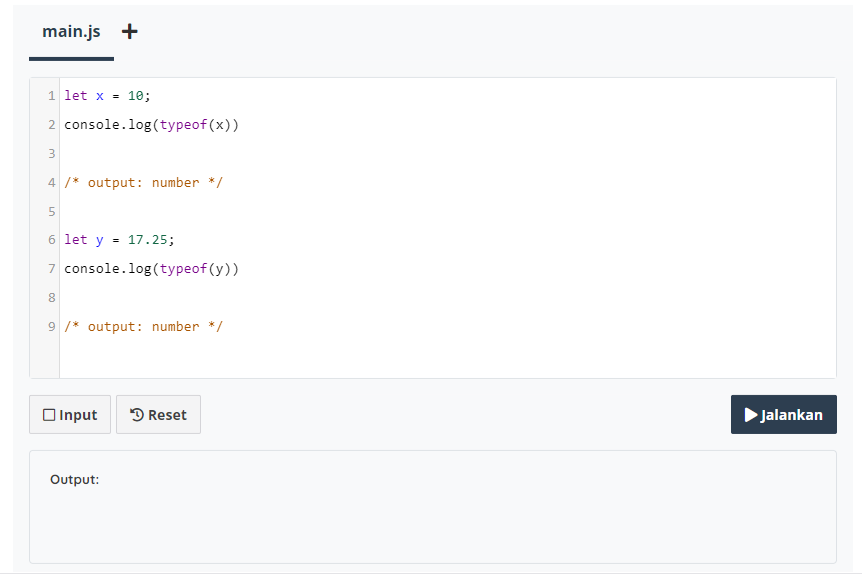 main.js +
1 let x = 10;
2 console.log(typeof(x))
3
4 /* output: number */
5
6 let y = 17.25;
7 console.log(typeof(y))
8
9 /* output: number */
Input Reset Jalankan
Output: